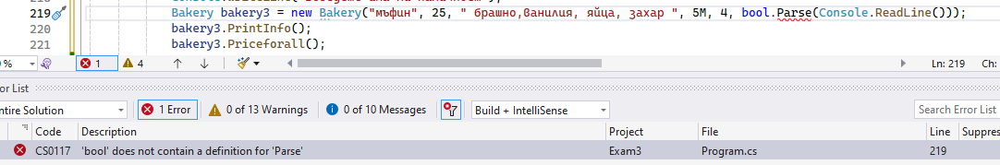 219 Bakery bakery3 = new Bakery("мъфин", 25, " брашно,ванилия, яйца, захар ", 5M, 4, bool.Parse(Console.ReadLine()));
220 bakery3.PrintInfo();
221 bakery3.Priceforall();
% 1 4 Ln: 219 Ch:
ror List
ntire Solution 1 Error 0 of 13 Warnings 0 of 10 Messages Build + IntelliSense Search Error List
Code Description Project File Line Suppres
CS0117 'bool' does not contain a definition for 'Parse' Exam3 Program.cs 219